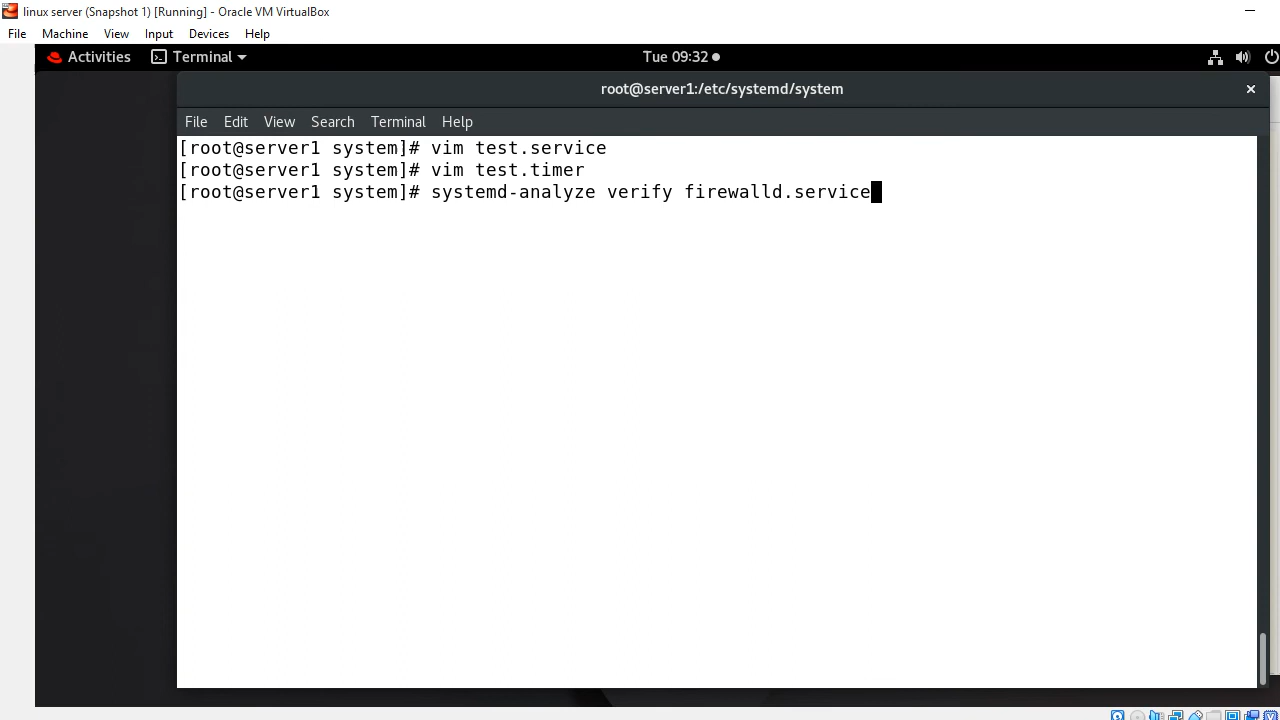 linux server (Snapshot 1) [Running] - Oracle VM VirtualBox
File Machine View Input Devices Help
Activities Terminal Tue 09:32
root@server1:/etc/systemd/system
File Edit View Search Terminal Help
[root@server1 system]# vim test.service
[root@server1 system]# vim test.timer
[root@server1 system]# systemd-analyze verify firewalld.service